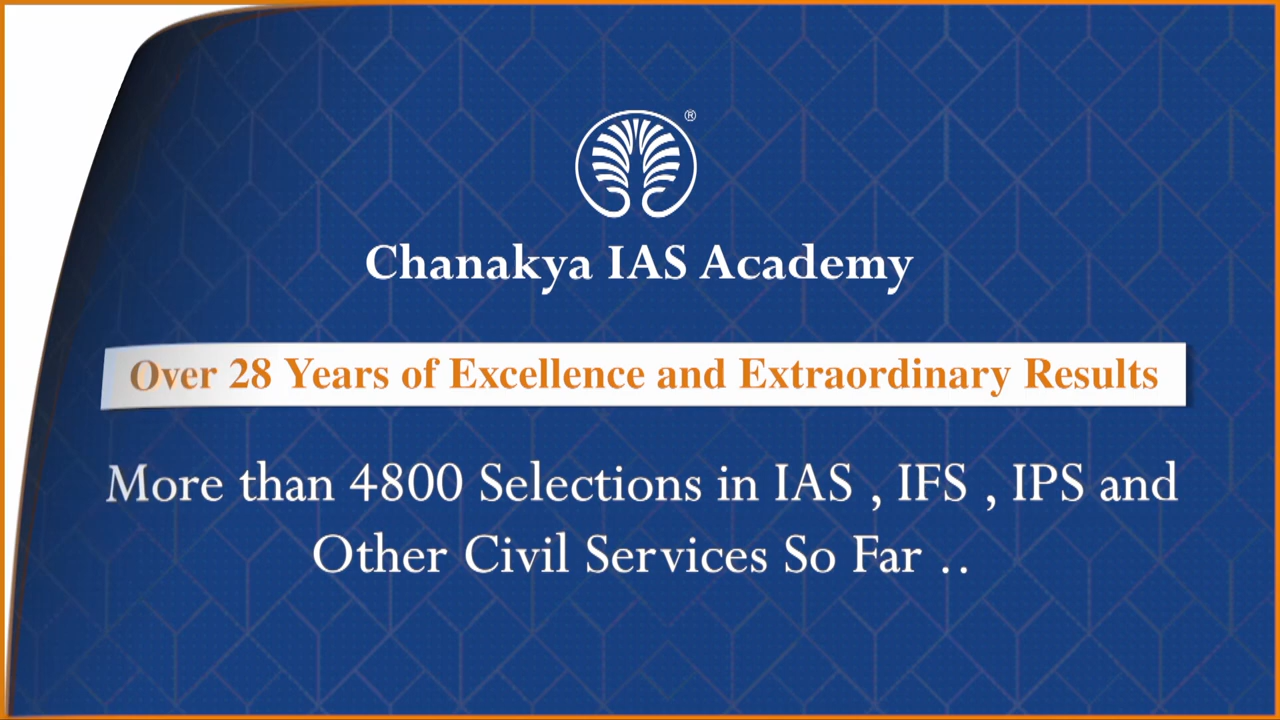 ®
Chanakya IAS Academy
Over 28 Years of Excellence and Extraordinary Results
More than 4800 Selections in IAS , IFS , IPS and
Other Civil Services So Far ..